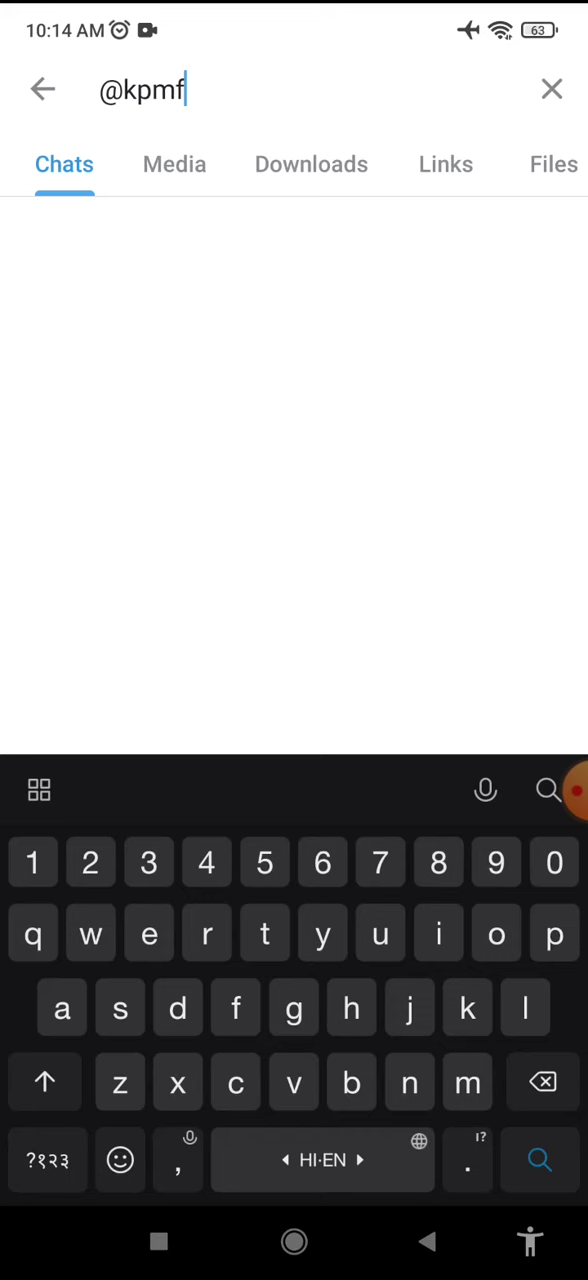 10:14 AM 63
@kpmf
Chats Media Downloads Links Files
1 2 3 4 5 6 7 8 9 0
q w e r t y u i o p
a s d f g h j k l
z x c v b n m
?१२३ , HI·EN . !?